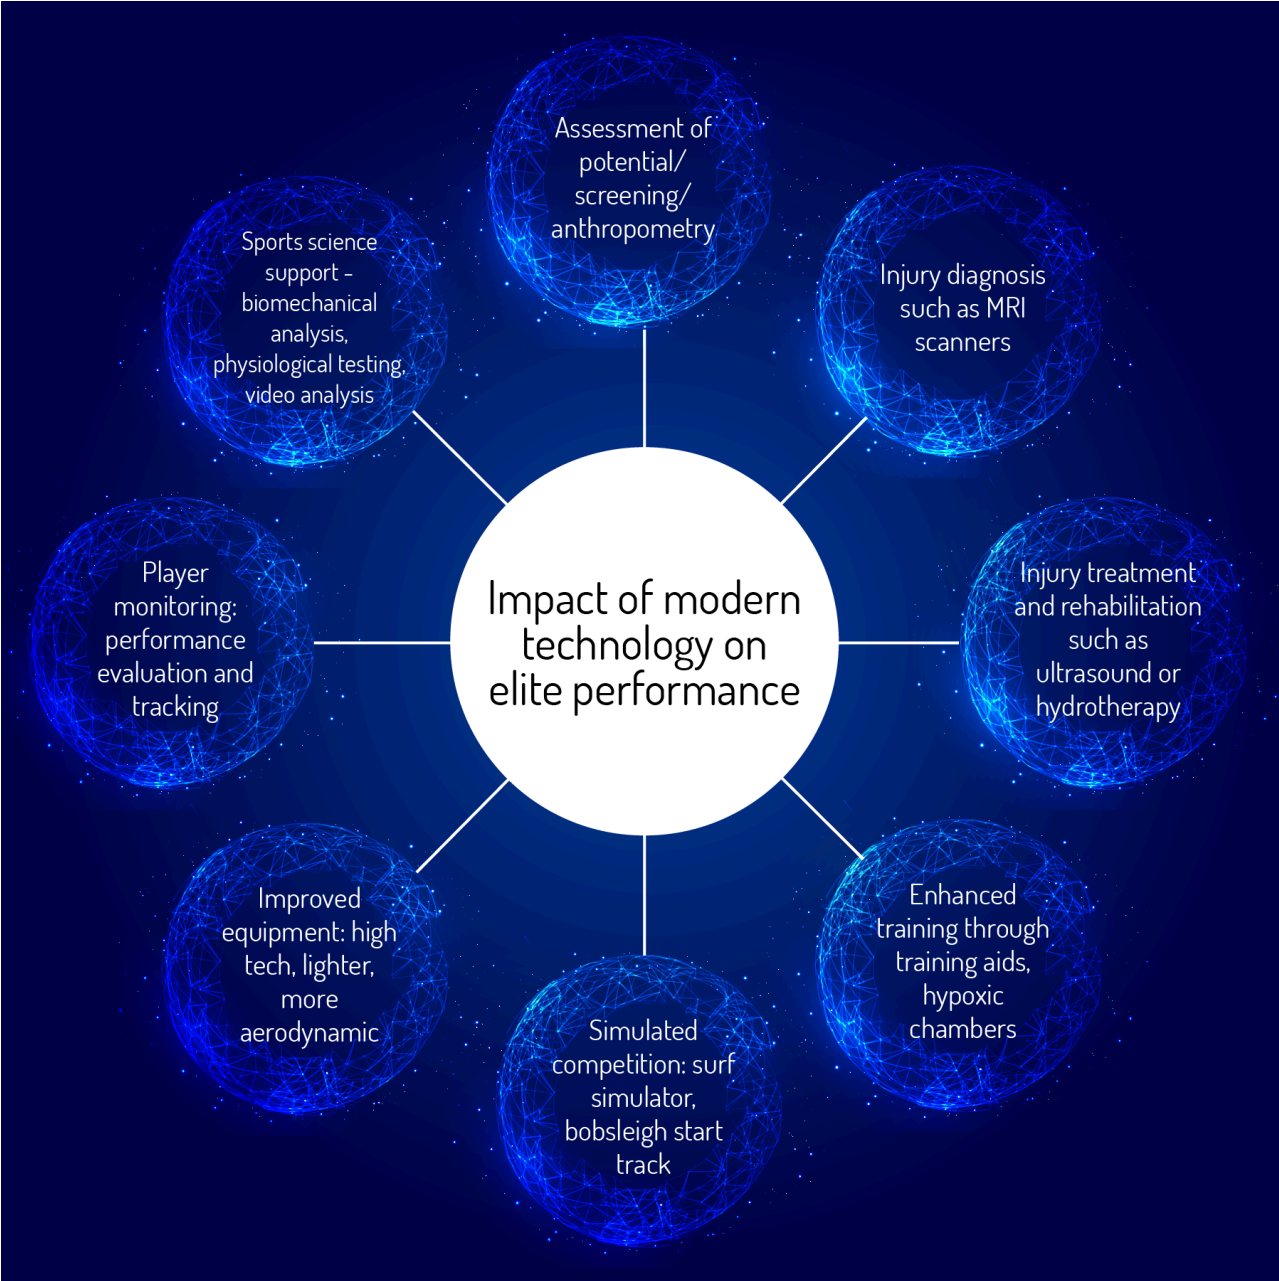 Assessment of
potential/
screening/
anthropometry
Injury diagnosis
such as MRI
scanners
Injury treatment
and rehabilitation
such as
ultrasound or
hydrotherapy
Enhanced
training through
training aids,
hypoxic
chambers
Simulated
competition: surf
simulator,
bobsleigh start
track
Improved
equipment: high
tech, lighter,
more
aerodynamic
Player
monitoring:
performance
evaluation and
tracking
Sports science
support -
biomechanical
analysis,
physiological testing,
video analysis
Impact of modern
technology on
elite performance